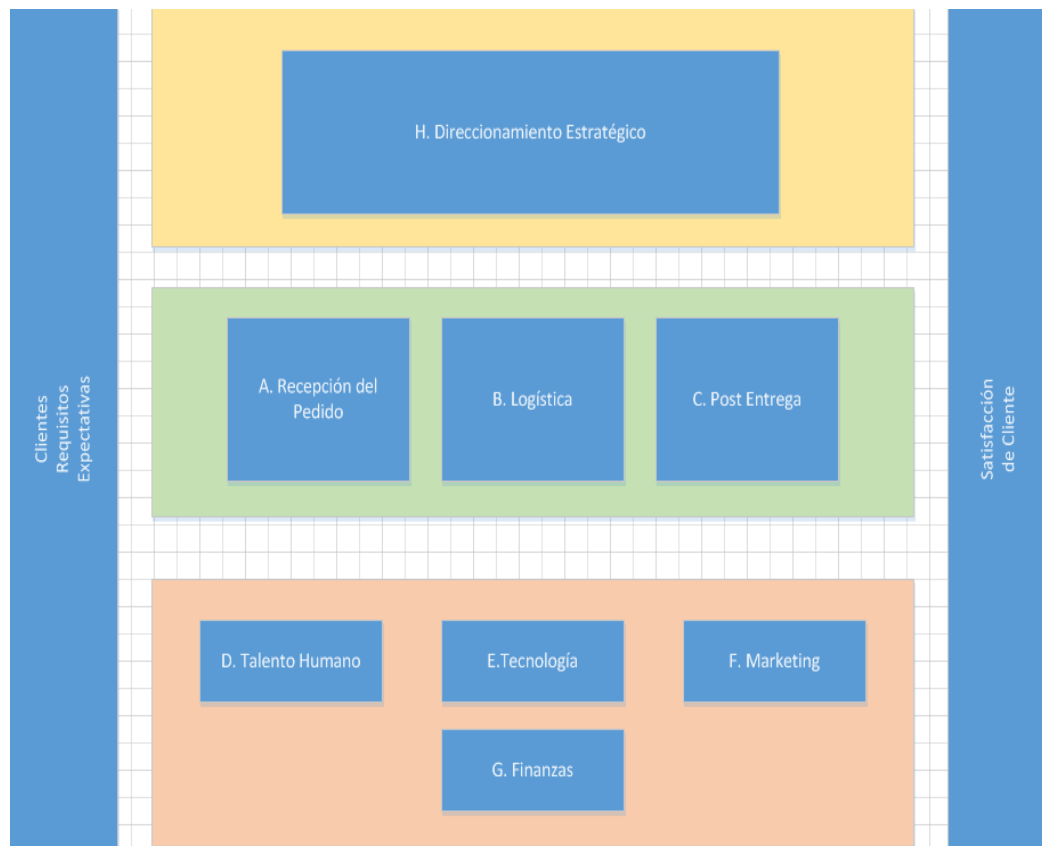 Clientes
Requisitos
Expectativas
H. Direccionamiento Estratégico
A. Recepción del
Pedido
B. Logística
C. Post Entrega
D. Talento Humano
E.Tecnología
F. Marketing
G. Finanzas
Satisfacción
de Cliente